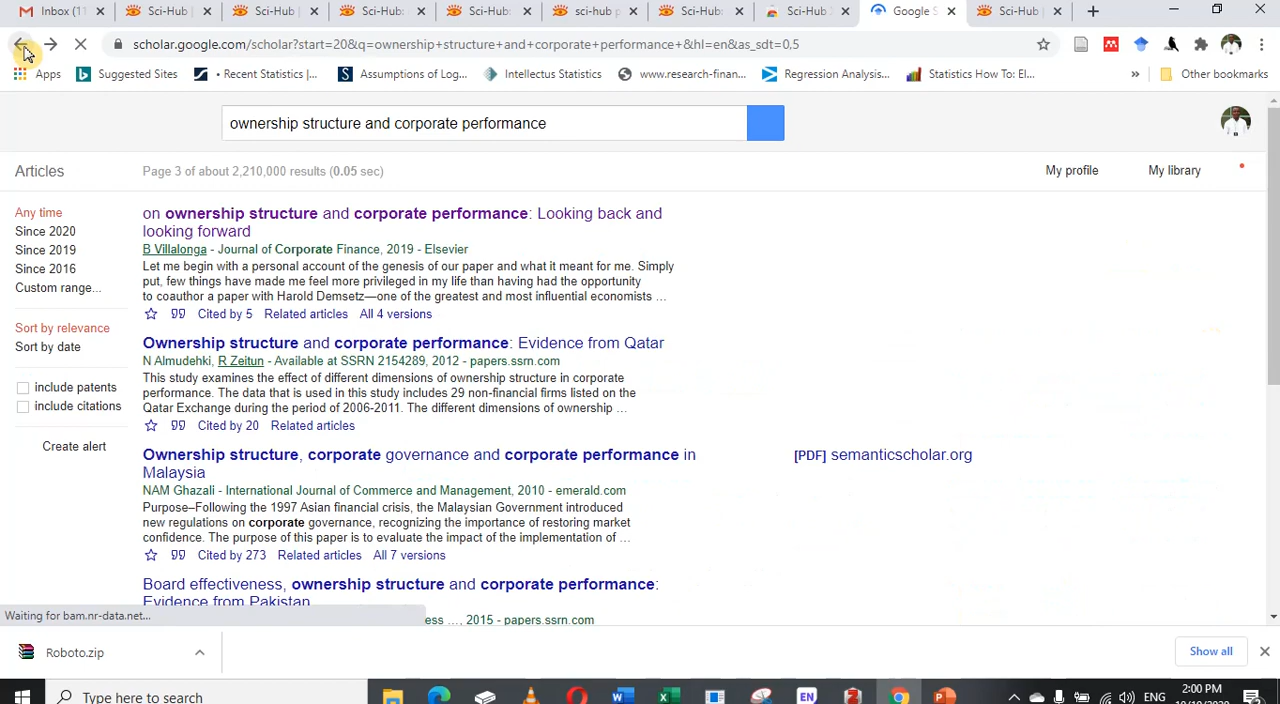 Inbox (11
Sci-Hub |
Sci-Hub |
Sci-Hub:
Sci-Hub:
sci-hub p
Sci-Hub:
Sci-Hub
Google S
Sci-Hub |
scholar.google.com/scholar?start=20&q=ownership+structure+and+corporate+performance+&hl=en&as_sdt=0,5
Apps
Suggested Sites
• Recent Statistics |...
Assumptions of Log...
Intellectus Statistics
www.research-finan...
Regression Analysis...
Statistics How To: El...
»
Other bookmarks
ownership structure and corporate performance
Articles
Page 3 of about 2,210,000 results (0.05 sec)
My profile
My library
Any time
Since 2020
Since 2019
Since 2016
Custom range...
Sort by relevance
Sort by date
include patents
include citations
Create alert
on ownership structure and corporate performance: Looking back and
looking forward
B Villalonga - Journal of Corporate Finance, 2019 - Elsevier
Let me begin with a personal account of the genesis of our paper and what it meant for me. Simply
put, few things have made me feel more privileged in my life than having had the opportunity
to coauthor a paper with Harold Demsetz—one of the greatest and most influential economists ...
Cited by 5 Related articles All 4 versions
Ownership structure and corporate performance: Evidence from Qatar
N Almudehki, R Zeitun - Available at SSRN 2154289, 2012 - papers.ssrn.com
This study examines the effect of different dimensions of ownership structure in corporate
performance. The data that is used in this study includes 29 non-financial firms listed on the
Qatar Exchange during the period of 2006-2011. The different dimensions of ownership ...
Cited by 20 Related articles
Ownership structure, corporate governance and corporate performance in
Malaysia
[PDF] semanticscholar.org
NAM Ghazali - International Journal of Commerce and Management, 2010 - emerald.com
Purpose–Following the 1997 Asian financial crisis, the Malaysian Government introduced
new regulations on corporate governance, recognizing the importance of restoring market
confidence. The purpose of this paper is to evaluate the impact of the implementation of ...
Cited by 273 Related articles All 7 versions
Board effectiveness, ownership structure and corporate performance:
Evidence from Pakistan
ess ..., 2015 - papers.ssrn.com
Waiting for bam.nr-data.net...
Roboto.zip
Show all
Type here to search
EN
ENG
2:00 PM